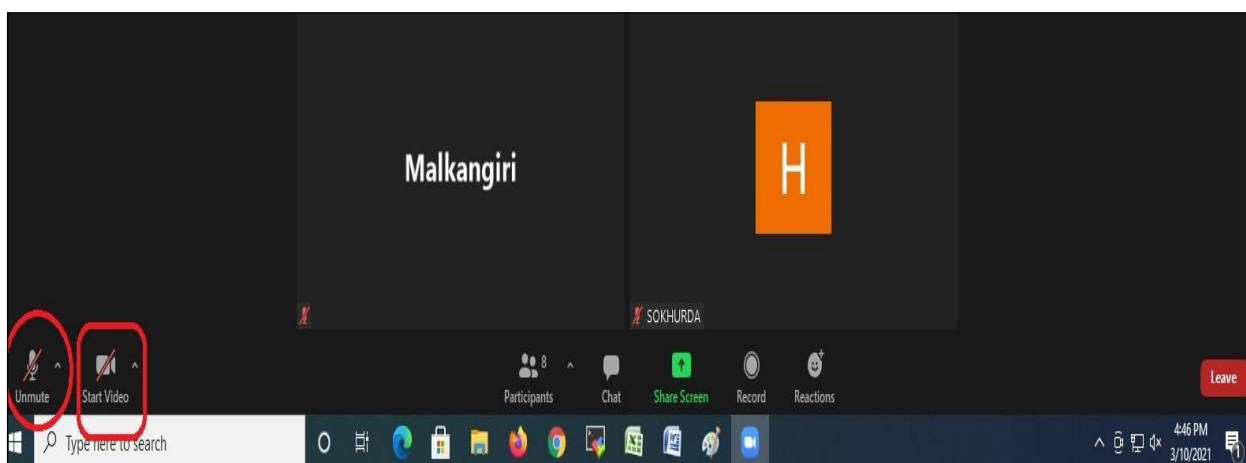 Malkangiri
H
SOKHURDA
Unmute
Start Video
8
Participants
Chat
Share Screen
Record
Reactions
Leave
Type here to search
4:46 PM
3/10/2021
1